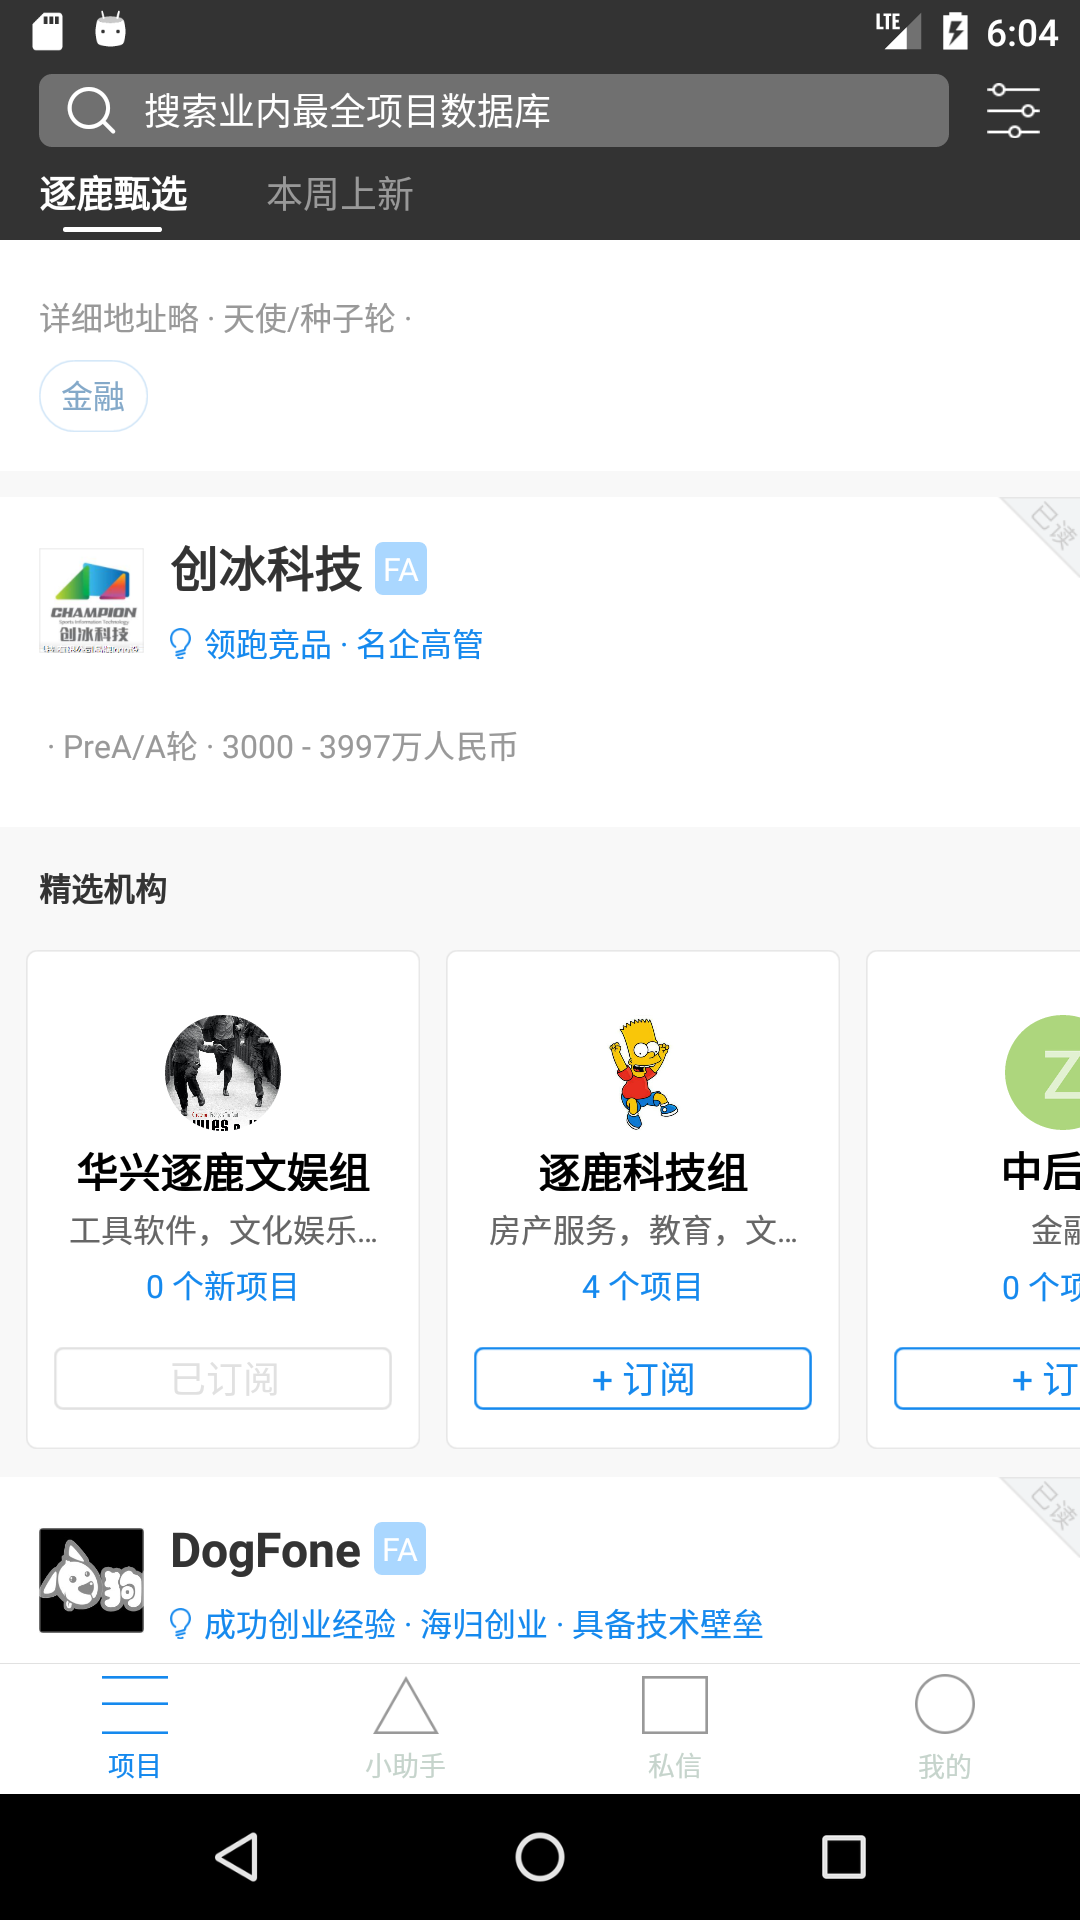 LTE 6:04
搜索业内最全项目数据库
逐鹿甄选 本周上新
详细地址略 · 天使/种子轮 ·
金融
已读
创冰科技 FA
CHAMPION
创冰科技
领跑竞品 · 名企高管
· PreA/A轮 · 3000 - 3997万人民币
精选机构
华兴逐鹿文娱组 逐鹿科技组 中后
工具软件，文化娱乐... 房产服务，教育，文... 金融
0 个新项目 4 个项目 0 个项
已订阅 + 订阅 + 订
已读
DogFone FA
狗
成功创业经验 · 海归创业 · 具备技术壁垒
项目 小助手 私信 我的